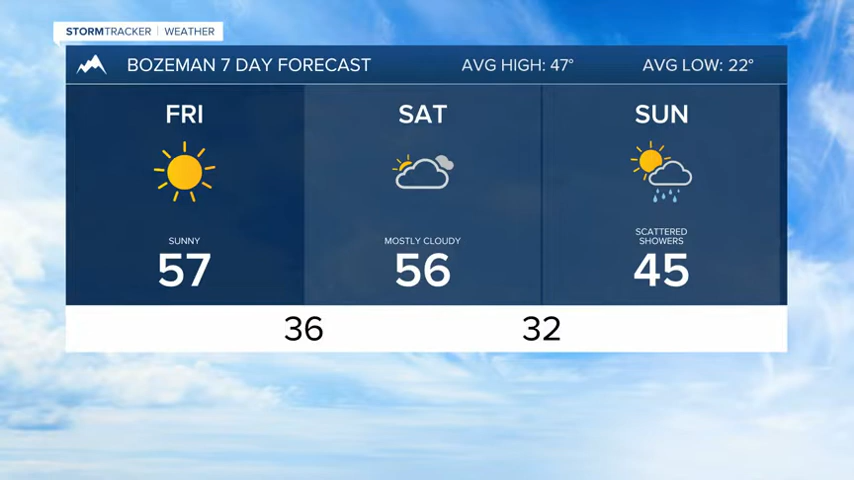 STORMTRACKER | WEATHER
BOZEMAN 7 DAY FORECAST AVG HIGH: 47° AVG LOW: 22°
FRI SAT SUN
SUNNY MOSTLY CLOUDY SCATTERED
SHOWERS
57 56 45
36 32